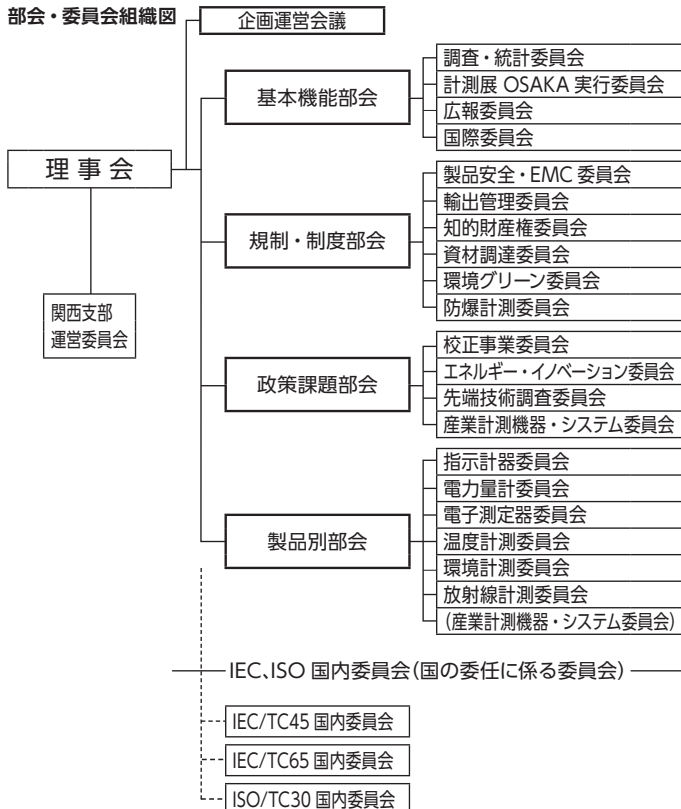 部会・委員会組織図
企画運営会議
基本機能部会
調査・統計委員会
計測展 OSAKA 実行委員会
広報委員会
国際委員会
理事会
関西支部
運営委員会
規制・制度部会
製品安全・EMC 委員会
輸出管理委員会
知的財産権委員会
資材調達委員会
環境グリーン委員会
防爆計測委員会
政策課題部会
校正事業委員会
エネルギー・イノベーション委員会
先端技術調査委員会
産業計測機器・システム委員会
製品別部会
指示計器委員会
電力量計委員会
電子測定器委員会
温度計測委員会
環境計測委員会
放射線計測委員会
(産業計測機器・システム委員会)
IEC、ISO 国内委員会(国の委任に係る委員会)
IEC/TC45 国内委員会
IEC/TC65 国内委員会
ISO/TC30 国内委員会